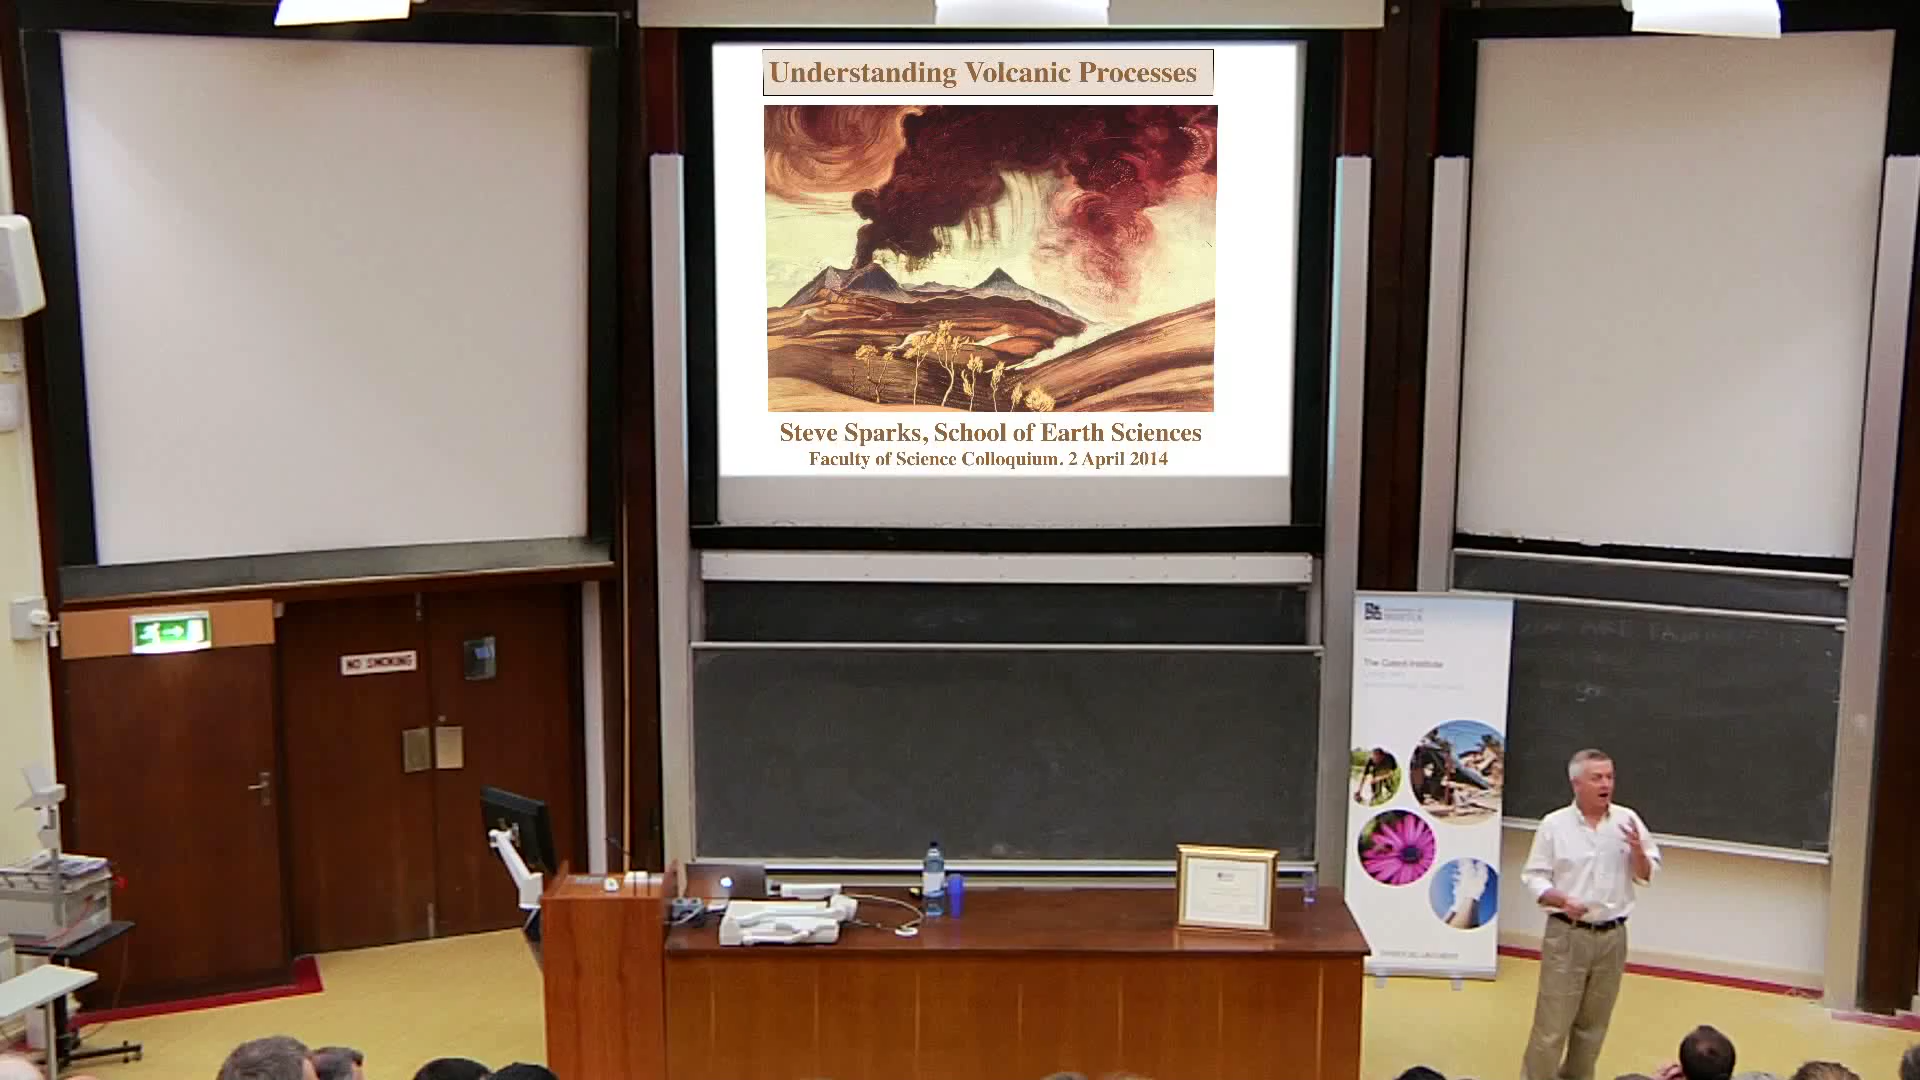 Understanding Volcanic Processes
Steve Sparks, School of Earth Sciences
Faculty of Science Colloquium. 2 April 2014
NO SMOKING
The Cabot Institute